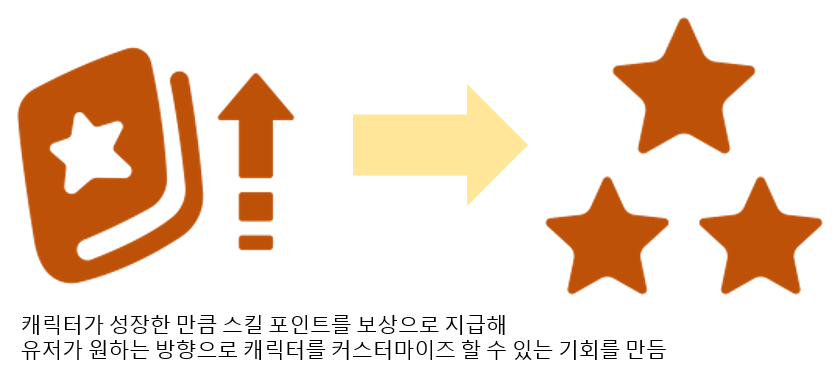 캐릭터가 성장한 만큼 스킬 포인트를 보상으로 지급해
유저가 원하는 방향으로 캐릭터를 커스터마이즈 할 수 있는 기회를 만듬